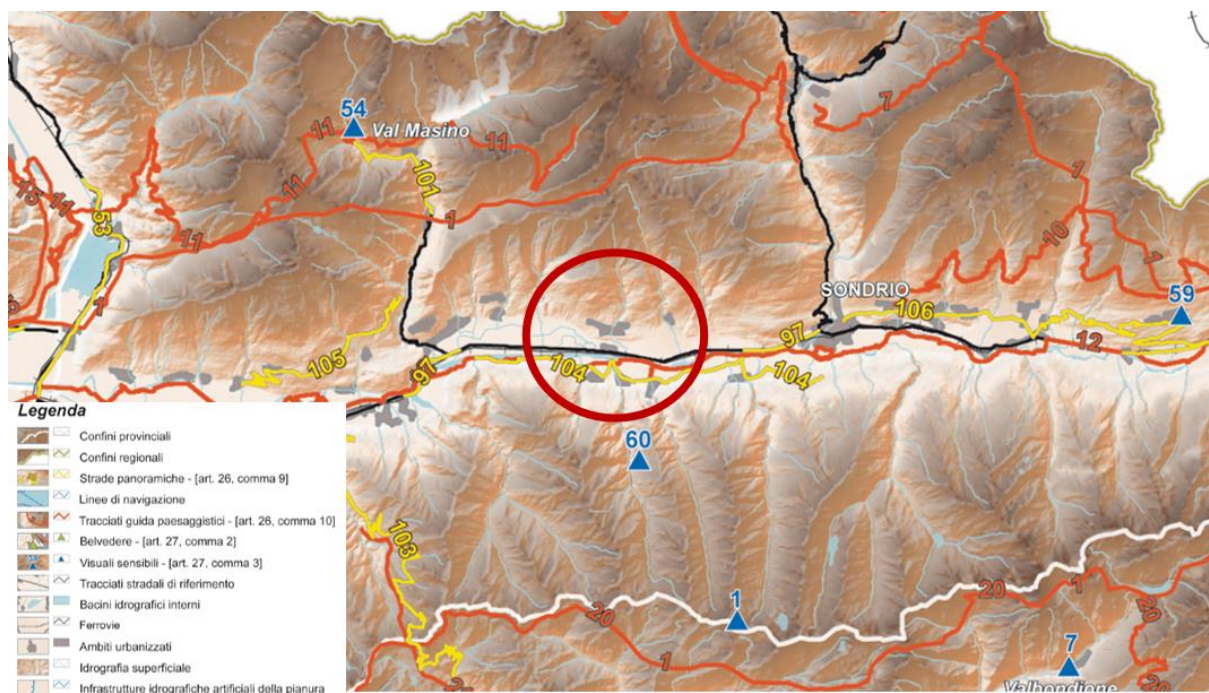 54
Val Masino
7
11
11
11
101
1
1
15
14
53
11
10
1
59
SONDRIO
106
97
12
105
97
104
104
1
60
103
20
1
1
20
20
1
7
20
Valbondione
Legenda
Confini provinciali
Confini regionali
Strade panoramiche - [art. 26, comma 9]
Linee di navigazione
Tracciati guida paesaggistici - [art. 26, comma 10]
Belvedere - [art. 27, comma 2]
Visuali sensibili - [art. 27, comma 3]
Tracciati stradali di riferimento
Bacini idrografici interni
Ferrovie
Ambiti urbanizzati
Idrografia superficiale
Infrastrutture idrografiche artificiali della pianura